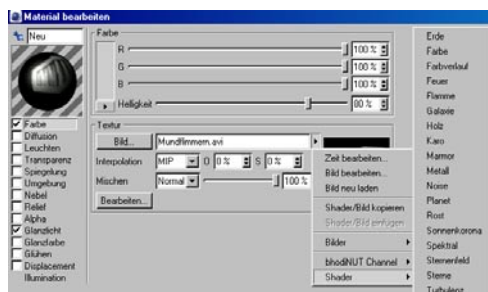 Material bearbeiten
Neu
Farbe
Diffusion
Leuchten
Transparenz
Spiegelung
Umgebung
Nebel
Relief
Alpha
Glanzlicht
Glanzfarbe
Glühen
Displacement
Illumination
Farbe
R 100 %
G 100 %
B 100 %
Helligkeit 80 %
Textur
Bild... Mundflimmern.avi
Interpolation MIP O 0 % S 0 %
Mischen Normal 100 %
Bearbeiten...
Zeit bearbeiten...
Bild bearbeiten...
Bild neu laden
Shader/Bild kopieren
Shader/Bild einfügen
Bilder
bhodiNUT Channel
Shader
Erde
Farbe
Farbverlauf
Feuer
Flamme
Galaxie
Holz
Karo
Marmor
Metall
Noise
Planet
Rost
Sonnenkorona
Spektral
Sternenfeld
Sterne
Turbulenz